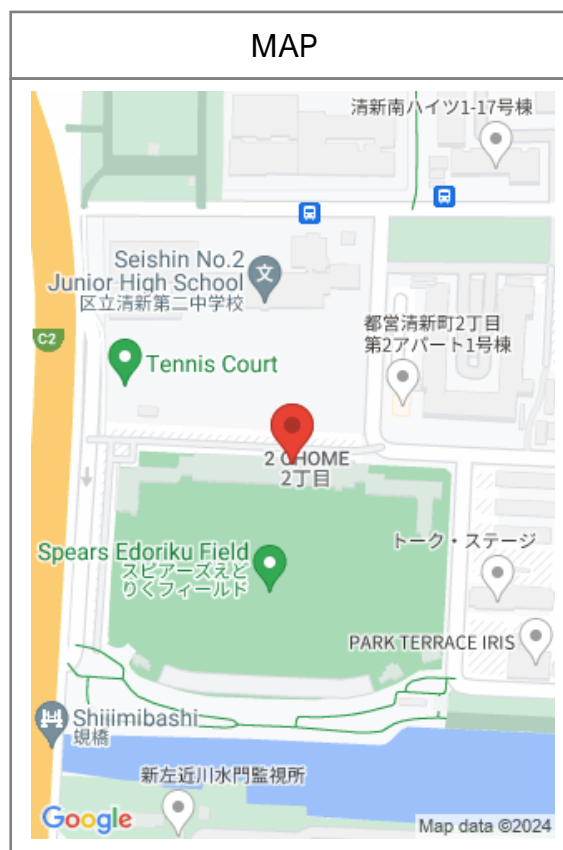 MAP
清新南ハイツ1-17号棟
Seishin No.2
Junior High School
区立清新第二中学校
文
都営清新町2丁目
第2アパート1号棟
C2
Tennis Court
2 CHOME
2丁目
トーク・ステージ
Spears Edoriku Field
スピアーズえど
りくフィールド
PARK TERRACE IRIS
Shijimibashi
蜆橋
新左近川水門監視所
Google
Map data ©2024